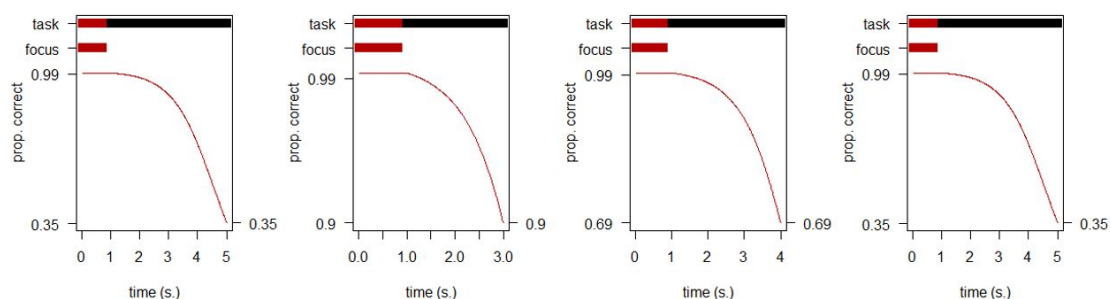 task task task task
focus focus focus focus
0.99 0.99 0.99 0.99
prop. correct prop. correct prop. correct prop. correct
0.35 0.35 0.9 0.9 0.69 0.69 0.35 0.35
0 1 2 3 4 5 0.0 1.0 2.0 3.0 0 1 2 3 4 0 1 2 3 4 5
time (s.) time (s.) time (s.) time (s.)